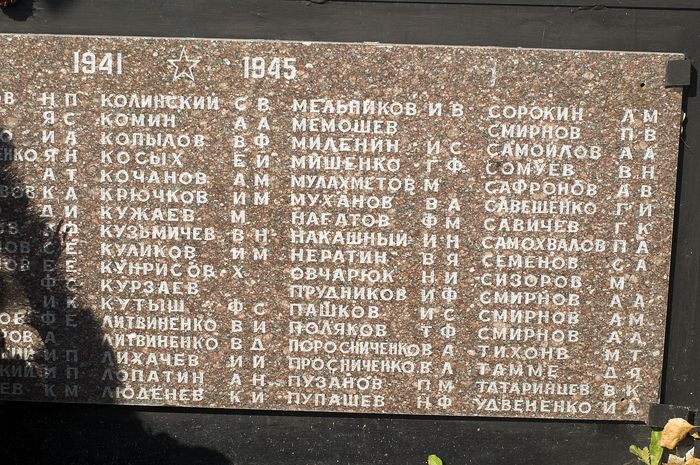 1941 ☆ 1945
Н П
Я С
И А
Я Н
А Т
К А
Д И
Ф Е
И К
Ф Е
И П
К М
КОЛИНСКИЙ С В
КОМИН А А
КОПЫЛОВ В Ф
КОСЫХ Е И
КОЧАНОВ А М
КРЮЧКОВ И М
КУЖАЕВ М
КУЗЬМИЧЕВ В Н
КУЛИКОВ И М
КУНРИСОВ Х
КУРЗАЕВ
КУТЫШ Ф С
ЛИТВИНЕНКО В И
ЛИТВИНЕНКО В Д
ЛИХАЧЕВ И И
ЛОПАТИН А Н
ЛЮДЕНЕВ К И
МЕЛЬНИКОВ И В
МЕМОШЕВ
МИЛЕНИН И С
МИШЕНКО Г Ф
МУЛАХМЕТОВ М
МУХАНОВ В А
НАГАТОВ Ф М
НАКАШНЫЙ И Н
НЕРАТИН В Я
ОВЧАРЮК Н И
ПРУДНИКОВ И Ф
ПАШКОВ И С
ПОЛЯКОВ Т Ф
ПОРОСНИЧЕНКО В А
ПРОСНИЧЕНКО В А
ПУЗАНОВ П М
ПУПАШЕВ Н Ф
СОРОКИН А М
СМИРНОВ П В
САМОЙЛОВ А А
СОМУЕВ В Н
САФРОНОВ А В
САВЕЩЕНКО Г И
САВИЧЕВ Г К
САМОХВАЛОВ П А
СЕМЕНОВ С А
СИЗОРОВ М
СМИРНОВ А А
СМИРНОВ А М
СМИРНОВ А А
ТИХОНВ М Т
ТАММЕ Д Я
ТАТАРИНЦЕВ В К
УДВЕНЕНКО И А